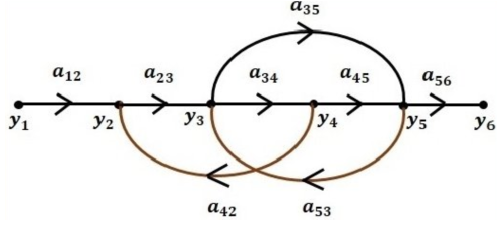 a₃₅
a₁₂ a₂₃ a₃₄ a₄₅ a₅₆
y₁ y₂ y₃ y₄ y₅ y₆
a₄₂ a₅₃